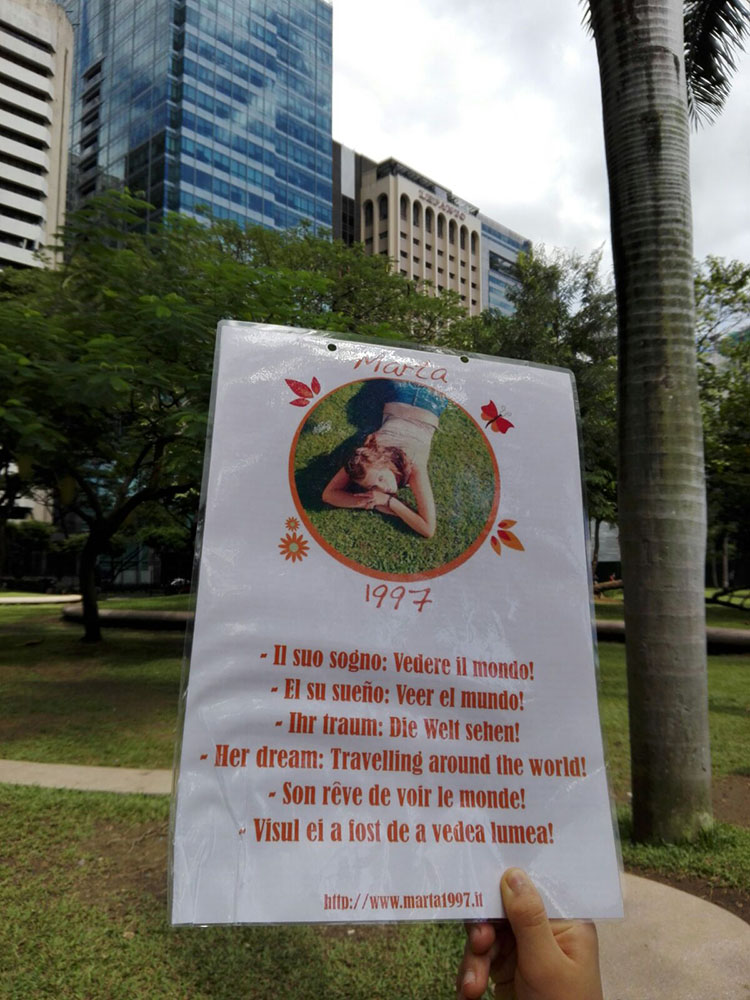 LEPANTO
Marta
1997
- Il suo sogno: Vedere il mondo!
- El su sueño: Veer el mundo!
- Ihr traum: Die Welt sehen!
- Her dream: Travelling around the world!
- Son rêve de voir le monde!
- Visul ei a fost de a vedea lumea!
http://www.marta1997.it